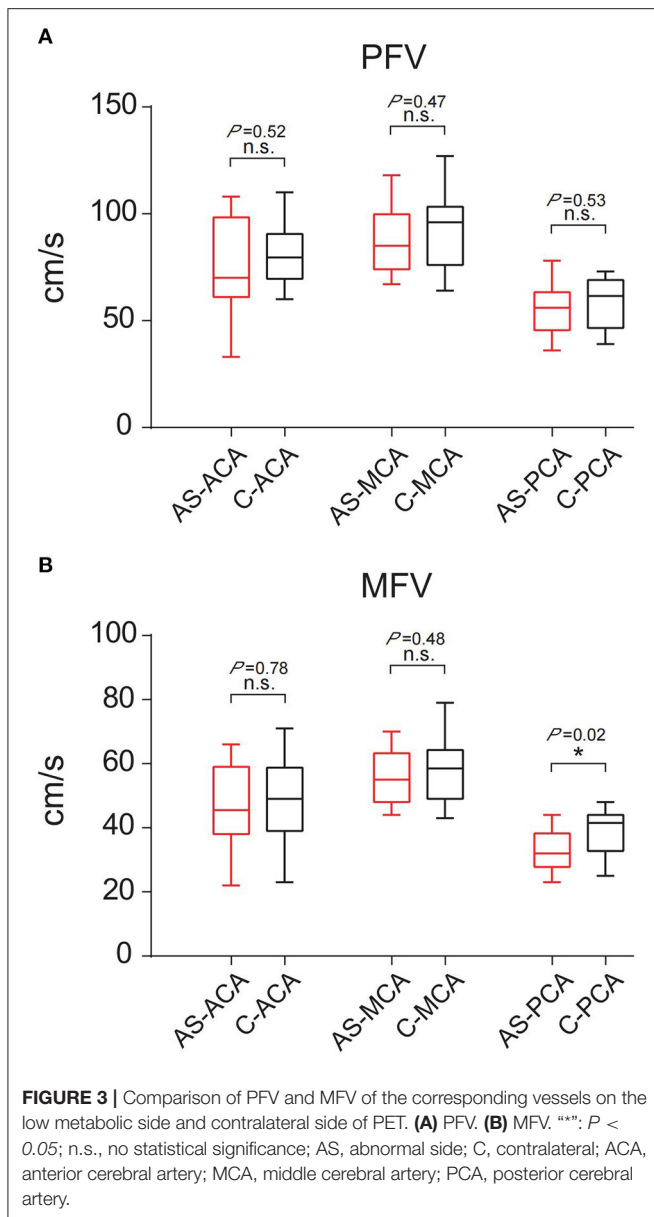 A
PFV
150
100
50
0
cm/s
P=0.52
n.s.
P=0.47
n.s.
P=0.53
n.s.
AS-ACA
C-ACA
AS-MCA
C-MCA
AS-PCA
C-PCA
B
MFV
100
80
60
40
20
0
cm/s
P=0.78
n.s.
P=0.48
n.s.
P=0.02
*
AS-ACA
C-ACA
AS-MCA
C-MCA
AS-PCA
C-PCA
FIGURE 3 | Comparison of PFV and MFV of the corresponding vessels on the
low metabolic side and contralateral side of PET. (A) PFV. (B) MFV. “*”: P <
0.05; n.s., no statistical significance; AS, abnormal side; C, contralateral; ACA,
anterior cerebral artery; MCA, middle cerebral artery; PCA, posterior cerebral
artery.